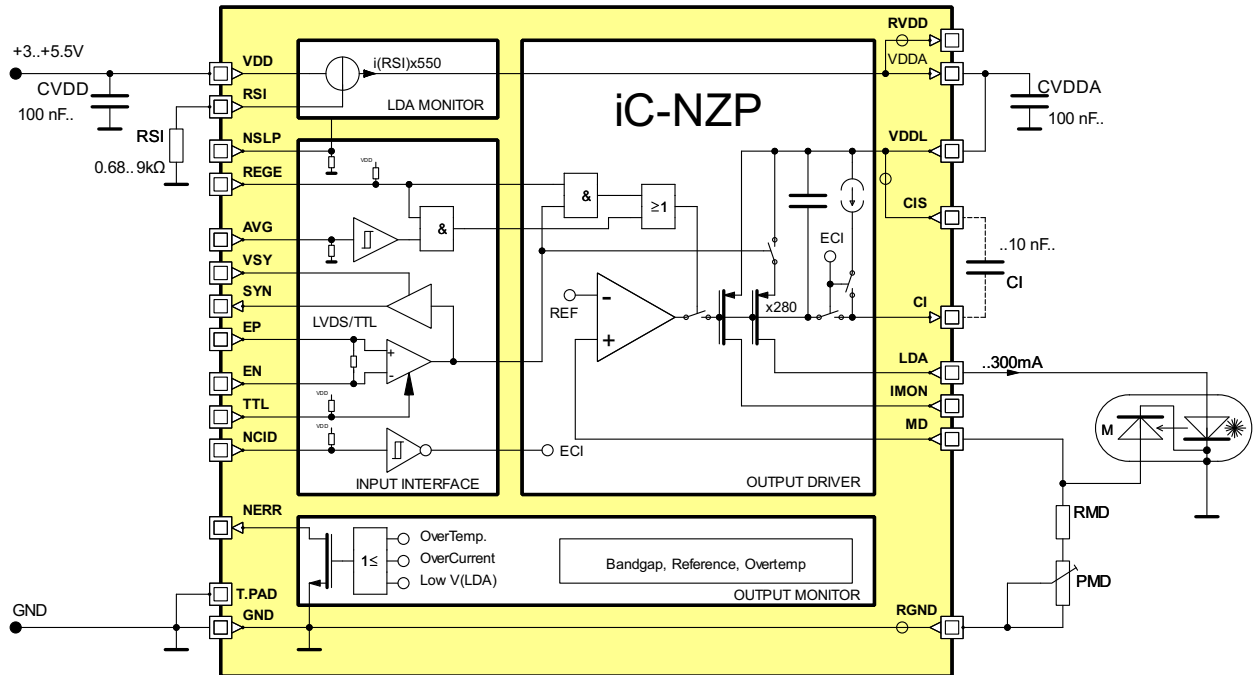 +3..+5.5V
CVDD
100 nF..
RSI
0.68..9kΩ
GND
VDD
RSI
NSLP
REGE
AVG
VSY
SYN
EP
EN
TTL
NCID
NERR
T.PAD
GND
i(RSI)x550
LDA MONITOR
VDD
&
LVDS/TTL
+
-
VDD
VDD
INPUT INTERFACE
iC-NZP
&
≥1
ECI
REF
-
+
x280
ECI
OUTPUT DRIVER
1≤
OverTemp.
OverCurrent
Low V(LDA)
Bandgap, Reference, Overtemp
OUTPUT MONITOR
RVDD
VDDA
VDDL
CIS
CI
LDA
IMON
MD
RGND
CVDDA
100 nF..
..10 nF..
CI
..300mA
M
RMD
PMD